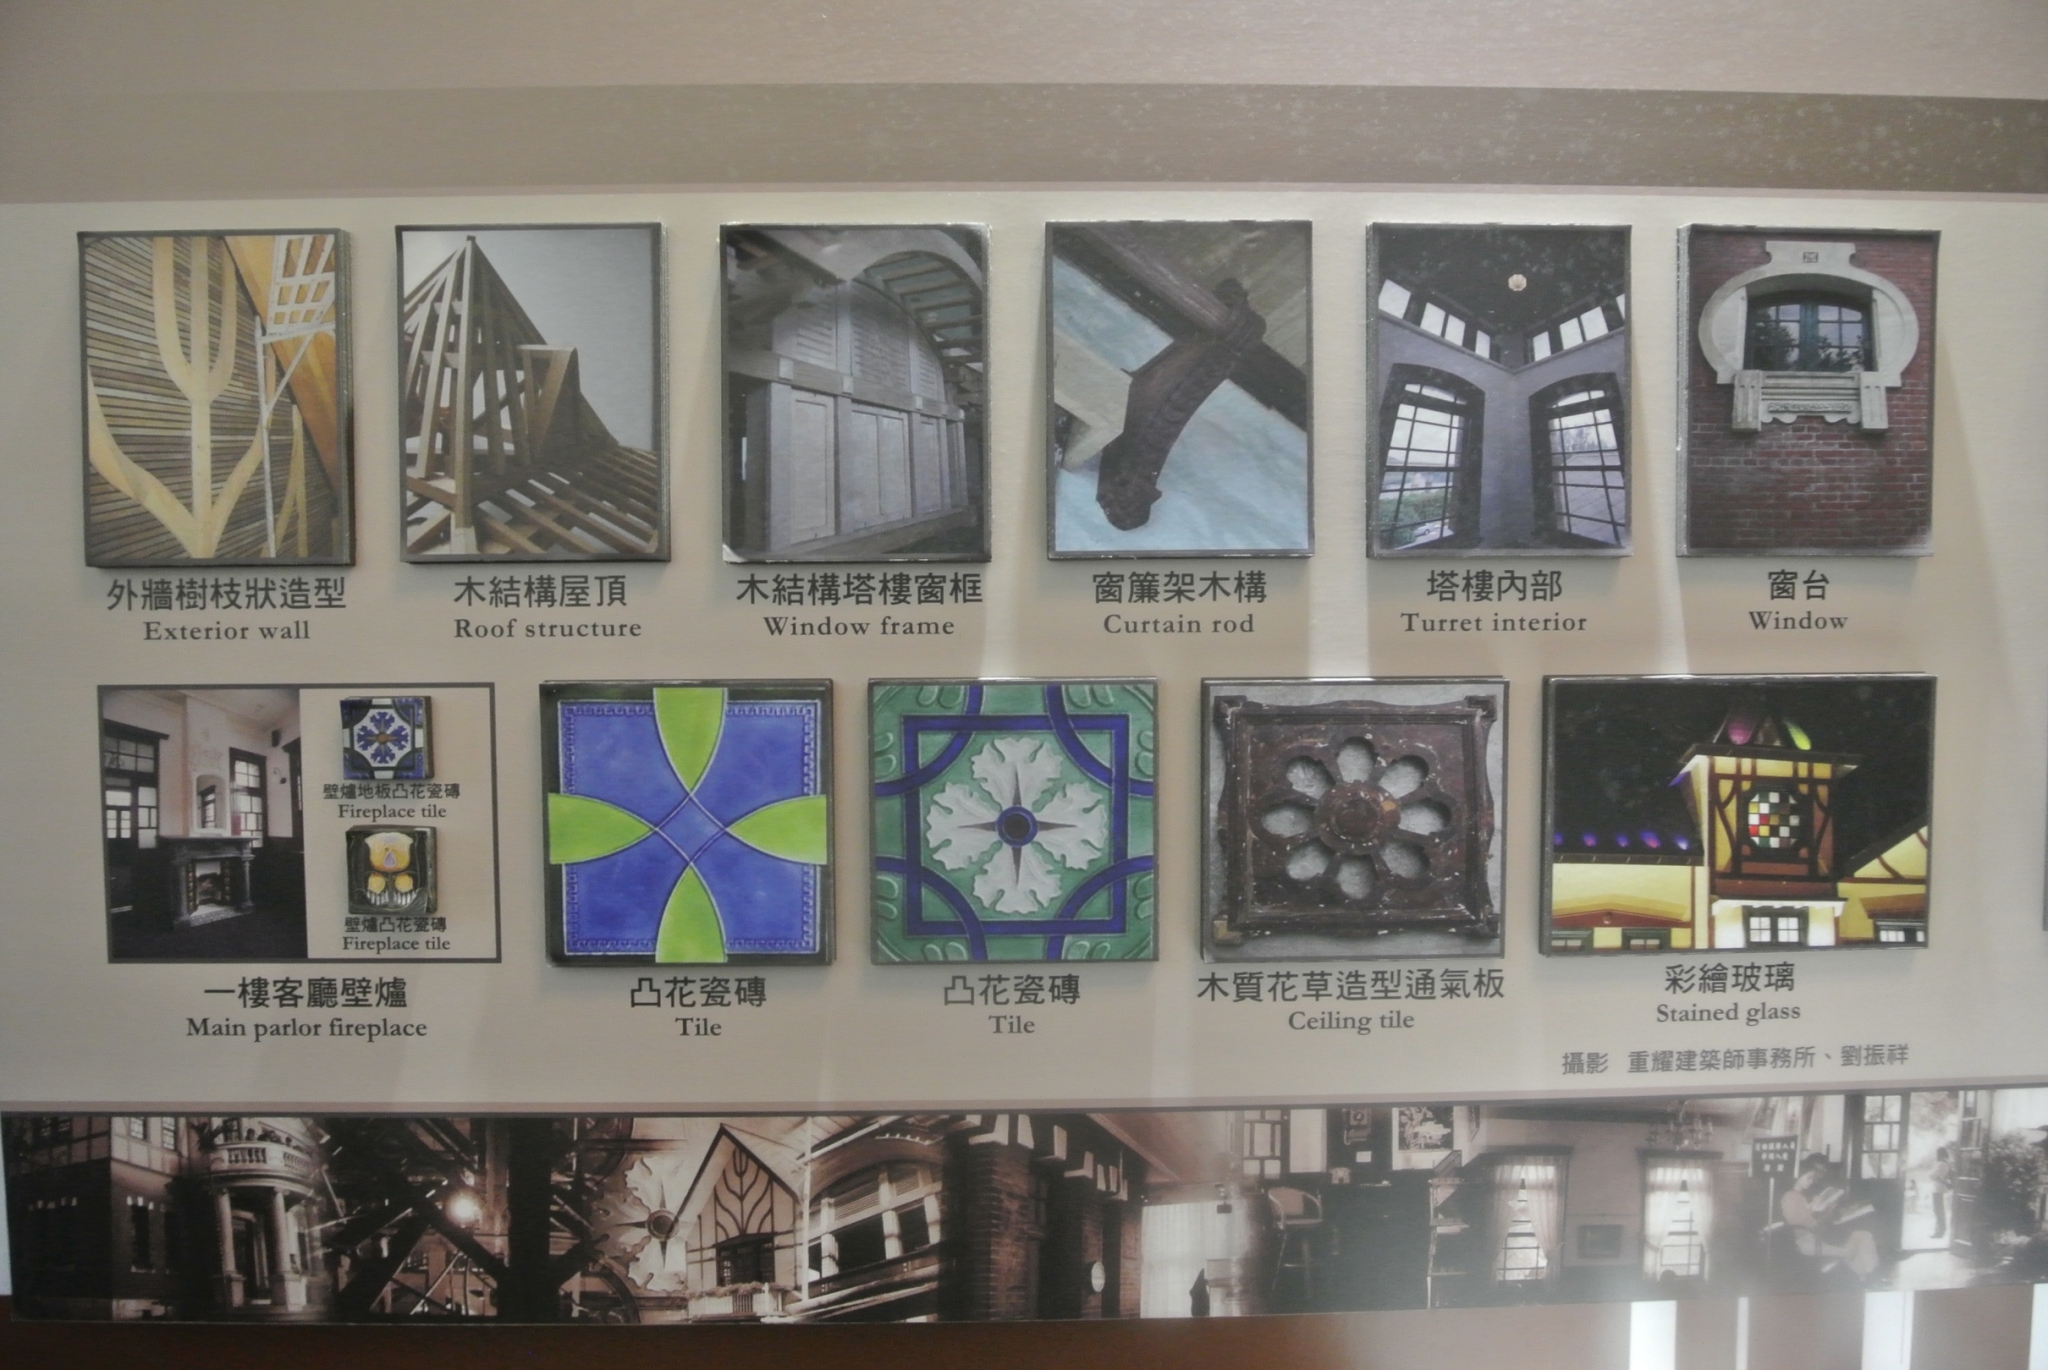 外牆樹枝狀造型
Exterior wall
木結構屋頂
Roof structure
木結構塔樓窗框
Window frame
窗簾架木構
Curtain rod
塔樓內部
Turret interior
窗台
Window
壁爐地板凸花瓷磚
Fireplace tile
壁爐凸花瓷磚
Fireplace tile
一樓客廳壁爐
Main parlor fireplace
凸花瓷磚
Tile
凸花瓷磚
Tile
木質花草造型通氣板
Ceiling tile
彩繪玻璃
Stained glass
攝影 重耀建築師事務所、劉振祥